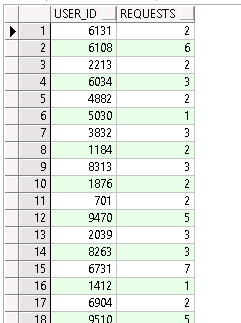 USER_ID REQUESTS
1 6131 2
2 6108 6
3 2213 2
4 6034 3
5 4882 2
6 5030 1
7 3832 3
8 1184 2
9 8313 3
10 1876 2
11 701 2
12 9470 5
13 2039 3
14 8263 3
15 6731 7
16 1412 1
17 6904 2
18 9510 5